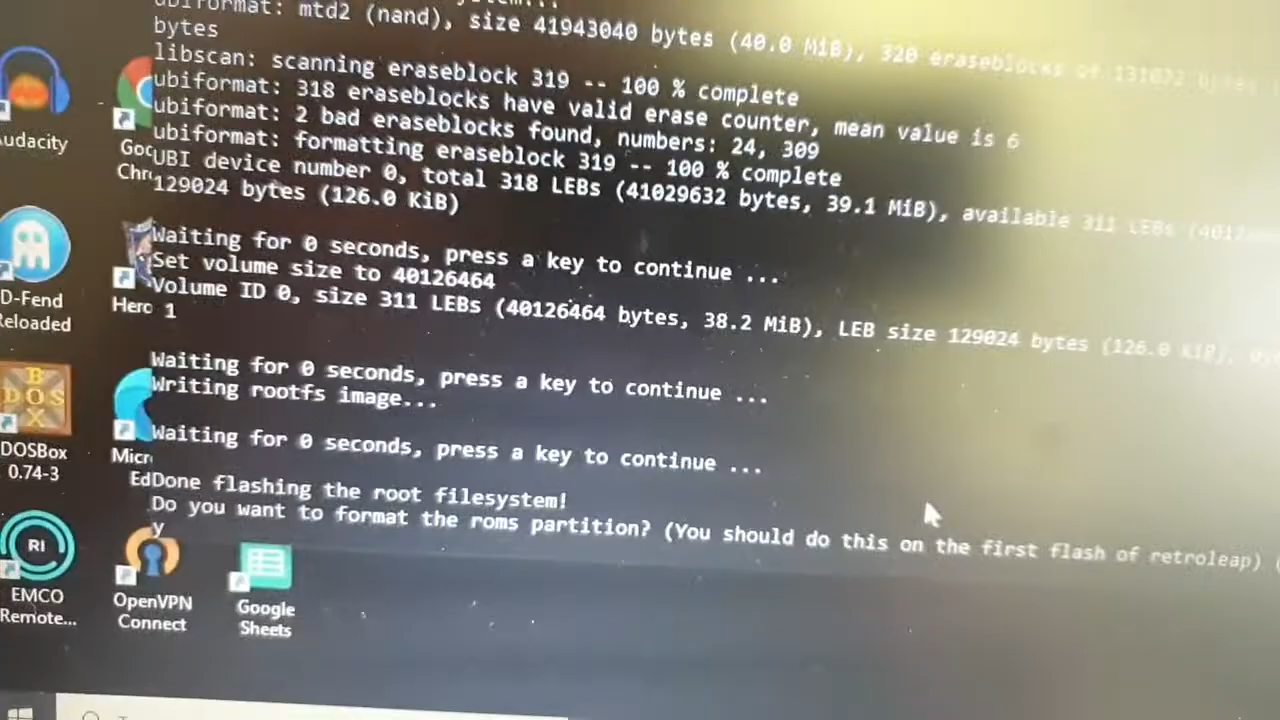 ubiformat: mtd2 (nand), size 41943040 bytes (40.0 MiB), 320 eraseblocks of 131072 bytes
bytes
libscan: scanning eraseblock 319 -- 100 % complete
ubiformat: 318 eraseblocks have valid erase counter, mean value is 6
ubiformat: 2 bad eraseblocks found, numbers: 24, 309
ubiformat: formatting eraseblock 319 -- 100 % complete
UBI device number 0, total 318 LEBs (41029632 bytes, 39.1 MiB), available 311 LEBs
129024 bytes (126.0 KiB)
Waiting for 0 seconds, press a key to continue ...
Set volume size to 40126464
Volume ID 0, size 311 LEBs (40126464 bytes, 38.2 MiB), LEB size 129024 bytes (126.0 KiB),
1
Waiting for 0 seconds, press a key to continue ...
Writing rootfs image...
Waiting for 0 seconds, press a key to continue ...
Done flashing the root filesystem!
Do you want to format the roms partition? (You should do this on the first flash of retroleap) (
y
Audacity
Goo
Chr
D-Fend
Reloaded
Hero
BOX
DOS
DOSBox
0.74-3
Micr
Ed
RI
EMCO
Remote...
OpenVPN
Connect
Google
Sheets